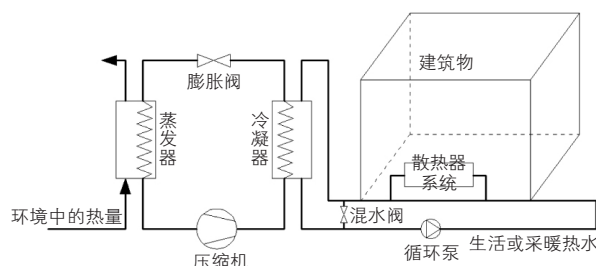 膨胀阀
建筑物
蒸发器
冷凝器
散热器
系统
环境中的热量
压缩机
混水阀
循环泵
生活或采暖热水